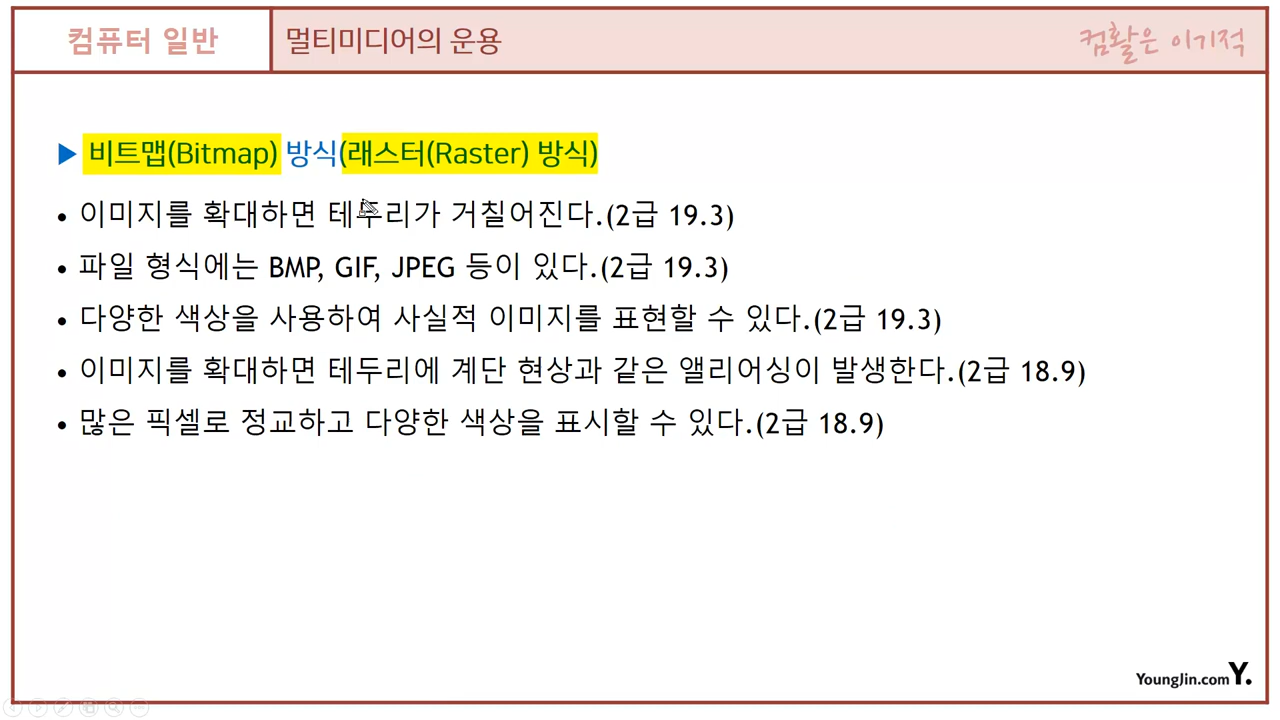 컴퓨터 일반
멀티미디어의 운용
컴활은 이기적
▶ 비트맵(Bitmap) 방식(래스터(Raster) 방식)
• 이미지를 확대하면 테두리가 거칠어진다.(2급 19.3)
• 파일 형식에는 BMP, GIF, JPEG 등이 있다.(2급 19.3)
• 다양한 색상을 사용하여 사실적 이미지를 표현할 수 있다.(2급 19.3)
• 이미지를 확대하면 테두리에 계단 현상과 같은 앨리어싱이 발생한다.(2급 18.9)
• 많은 픽셀로 정교하고 다양한 색상을 표시할 수 있다.(2급 18.9)
YoungJin.com Y.